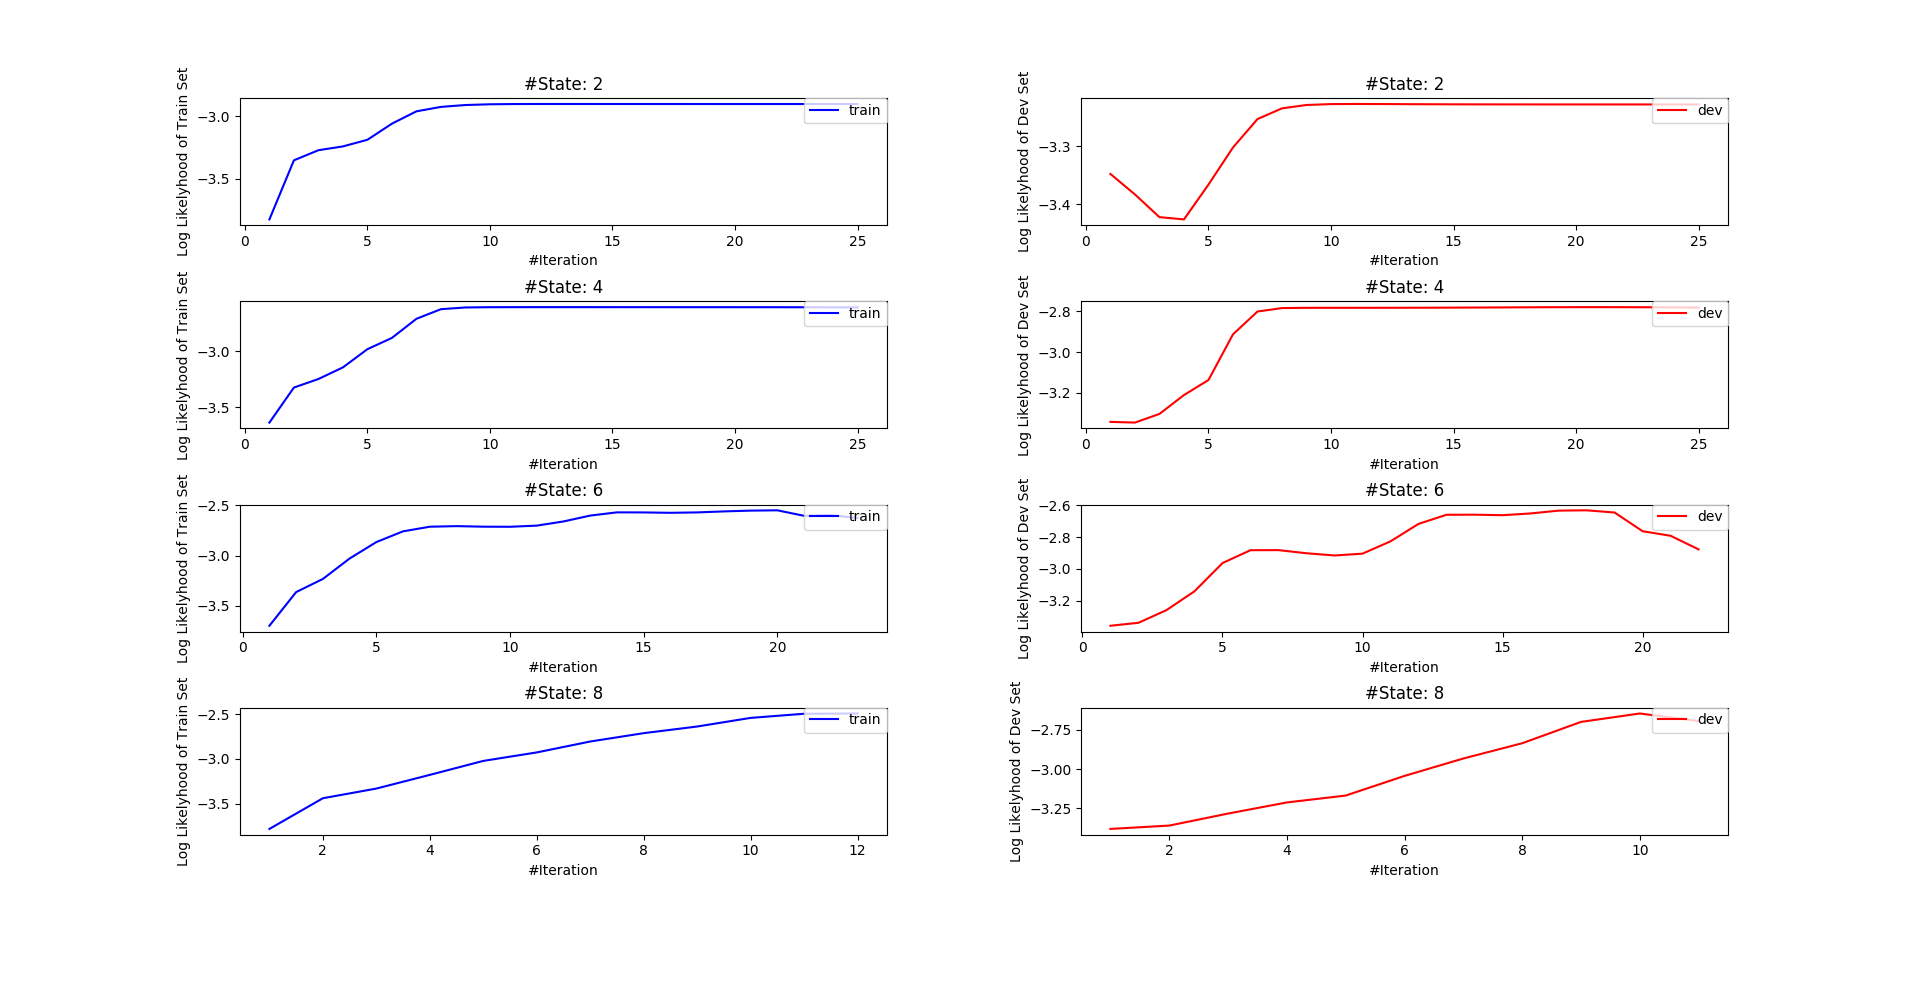 #State: 2
Log Likelyhood of Train Set
−3.0
−3.5
train
0 5 10 15 20 25
#Iteration
#State: 2
Log Likelyhood of Dev Set
−3.3
−3.4
dev
0 5 10 15 20 25
#Iteration
#State: 4
Log Likelyhood of Train Set
−3.0
−3.5
train
0 5 10 15 20 25
#Iteration
#State: 4
Log Likelyhood of Dev Set
−2.8
−3.0
−3.2
dev
0 5 10 15 20 25
#Iteration
#State: 6
Log Likelyhood of Train Set
−2.5
−3.0
−3.5
train
0 5 10 15 20
#Iteration
#State: 6
Log Likelyhood of Dev Set
−2.6
−2.8
−3.0
−3.2
dev
0 5 10 15 20
#Iteration
#State: 8
Log Likelyhood of Train Set
−2.5
−3.0
−3.5
train
2 4 6 8 10 12
#Iteration
#State: 8
Log Likelyhood of Dev Set
−2.75
−3.00
−3.25
dev
2 4 6 8 10
#Iteration